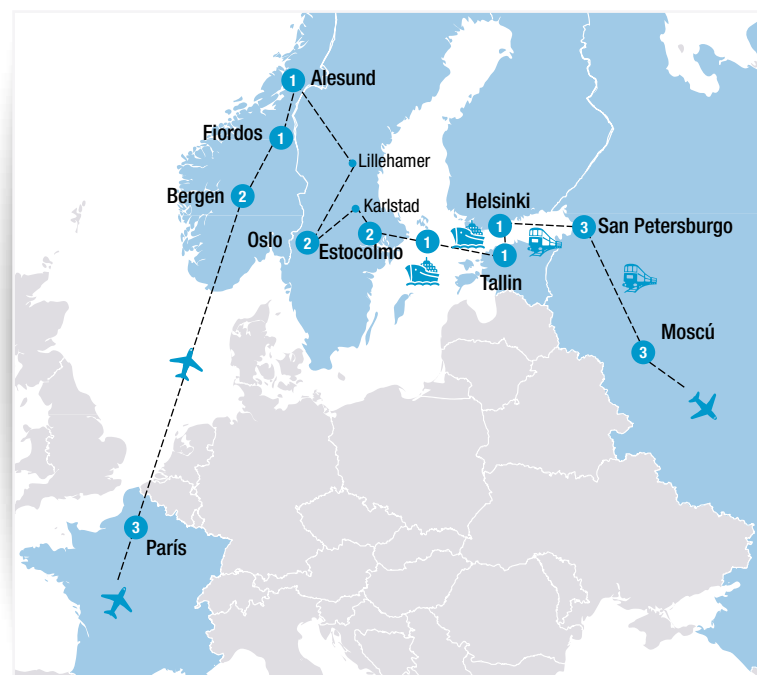 1 Alesund
Fiordos 1
Lillehamer
Bergen 2
Karlstad
Helsinki
1
3 San Petersburgo
Oslo 2
2
Estocolmo
1
1
Tallin
Moscú
3
3
París